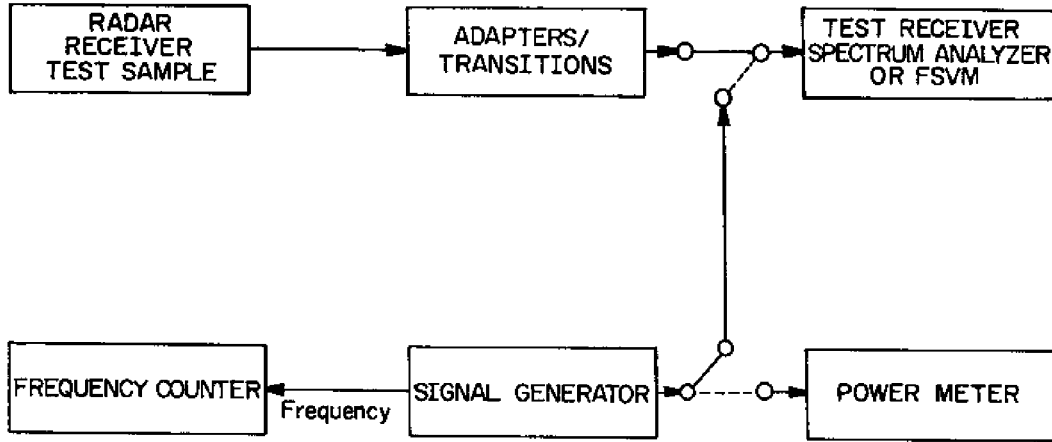 RADAR
RECEIVER
TEST SAMPLE
ADAPTERS/
TRANSITIONS
TEST RECEIVER
SPECTRUM ANALYZER
OR FSVM
FREQUENCY COUNTER
Frequency
SIGNAL GENERATOR
POWER METER